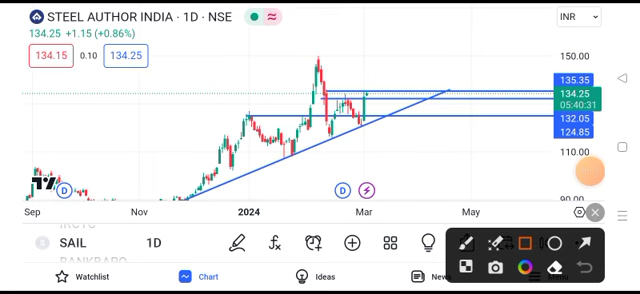 STEEL AUTHOR INDIA · 1D · NSE
INR
134.25 +1.15 (+0.86%)
134.15
0.10
134.25
150.00
135.35
134.25
05:40:31
132.05
124.85
110.00
90.00
D
D
Sep
Nov
2024
Mar
May
SAIL
1D
Watchlist
Chart
Ideas
News